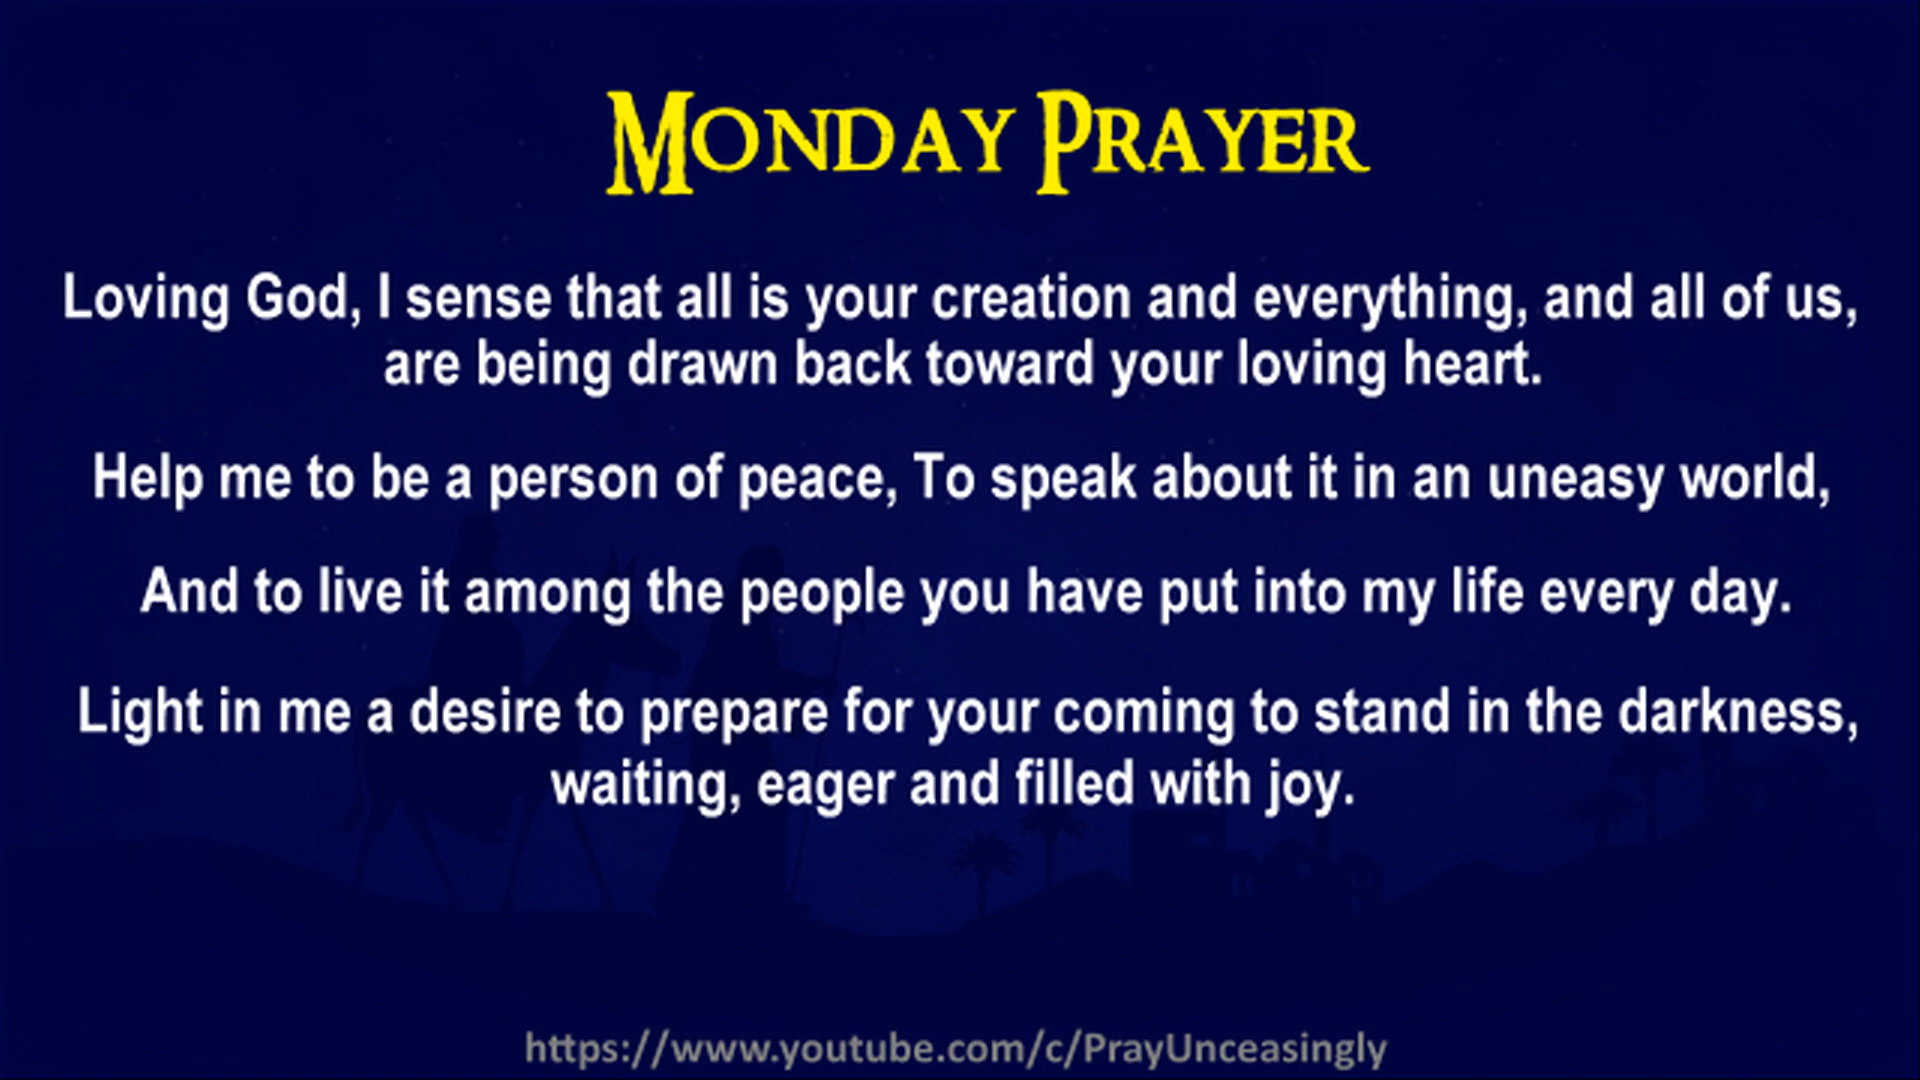 Monday Prayer
Loving God, I sense that all is your creation and everything, and all of us,
are being drawn back toward your loving heart.
Help me to be a person of peace, To speak about it in an uneasy world,
And to live it among the people you have put into my life every day.
Light in me a desire to prepare for your coming to stand in the darkness,
waiting, eager and filled with joy.
https://www.youtube.com/c/PrayUnceasingly